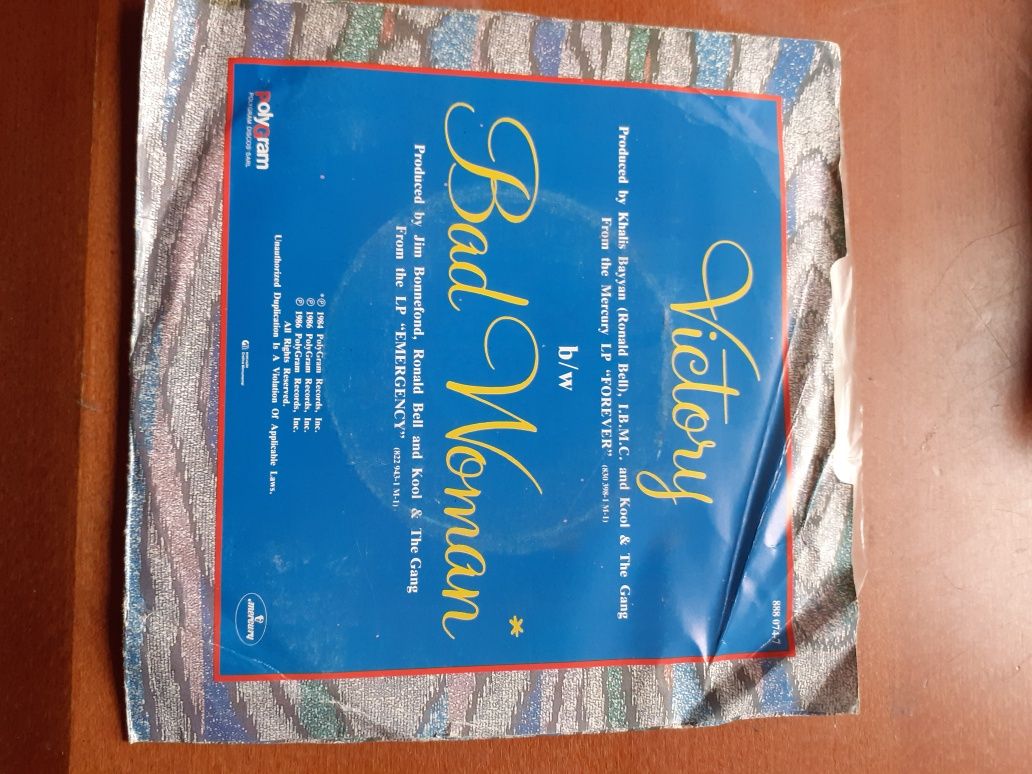 888 074-7
Victory
Produced by Khalis Bayyan (Ronald Bell), I.B.M.C. and Kool & The Gang
From the Mercury LP "FOREVER" (830 398-1 M-1)
b/w
Bad Woman*
Produced by Jim Bonnefond, Ronald Bell and Kool & The Gang
From the LP "EMERGENCY" (822 943-1 M-1)
*℗ 1984 PolyGram Records, Inc.
℗ 1986 PolyGram Records, Inc.
© 1986 PolyGram Records, Inc.
All Rights Reserved.
Unauthorized Duplication Is A Violation Of Applicable Laws.
PolyGram
POLYGRAM DISCOS SARL
mercury